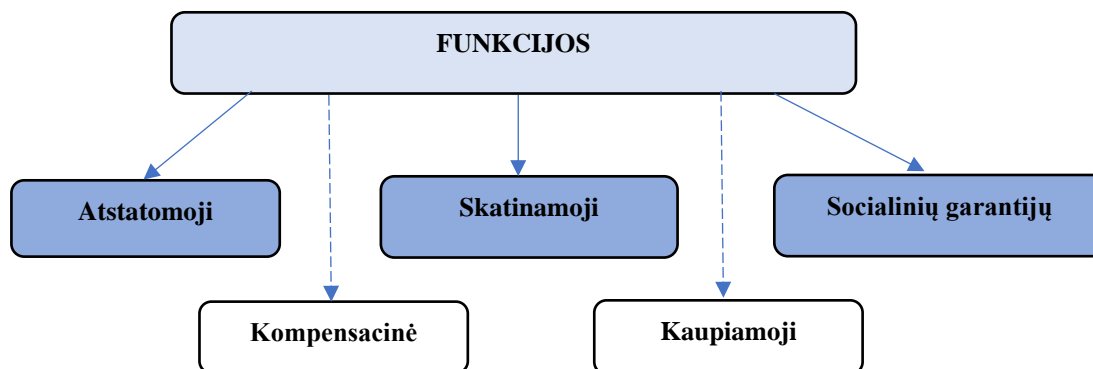 FUNKCIJOS
Atstatomoji
Skatinamoji
Socialinių garantijų
Kompensacinė
Kaupiamoji